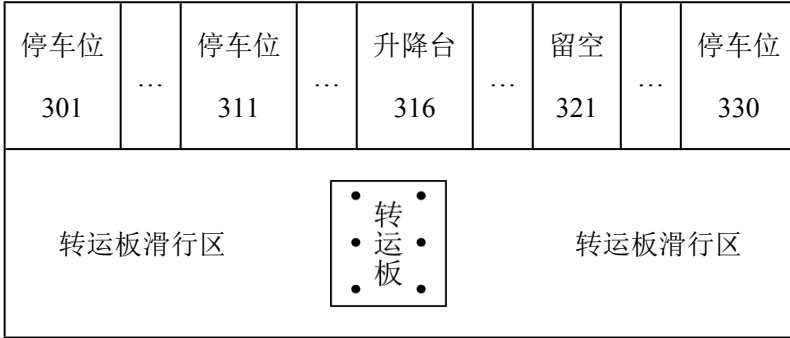 停车位 停车位 升降台 留空 停车位
… … … …
301 311 316 321 330
转运板滑行区 转运板 转运板滑行区